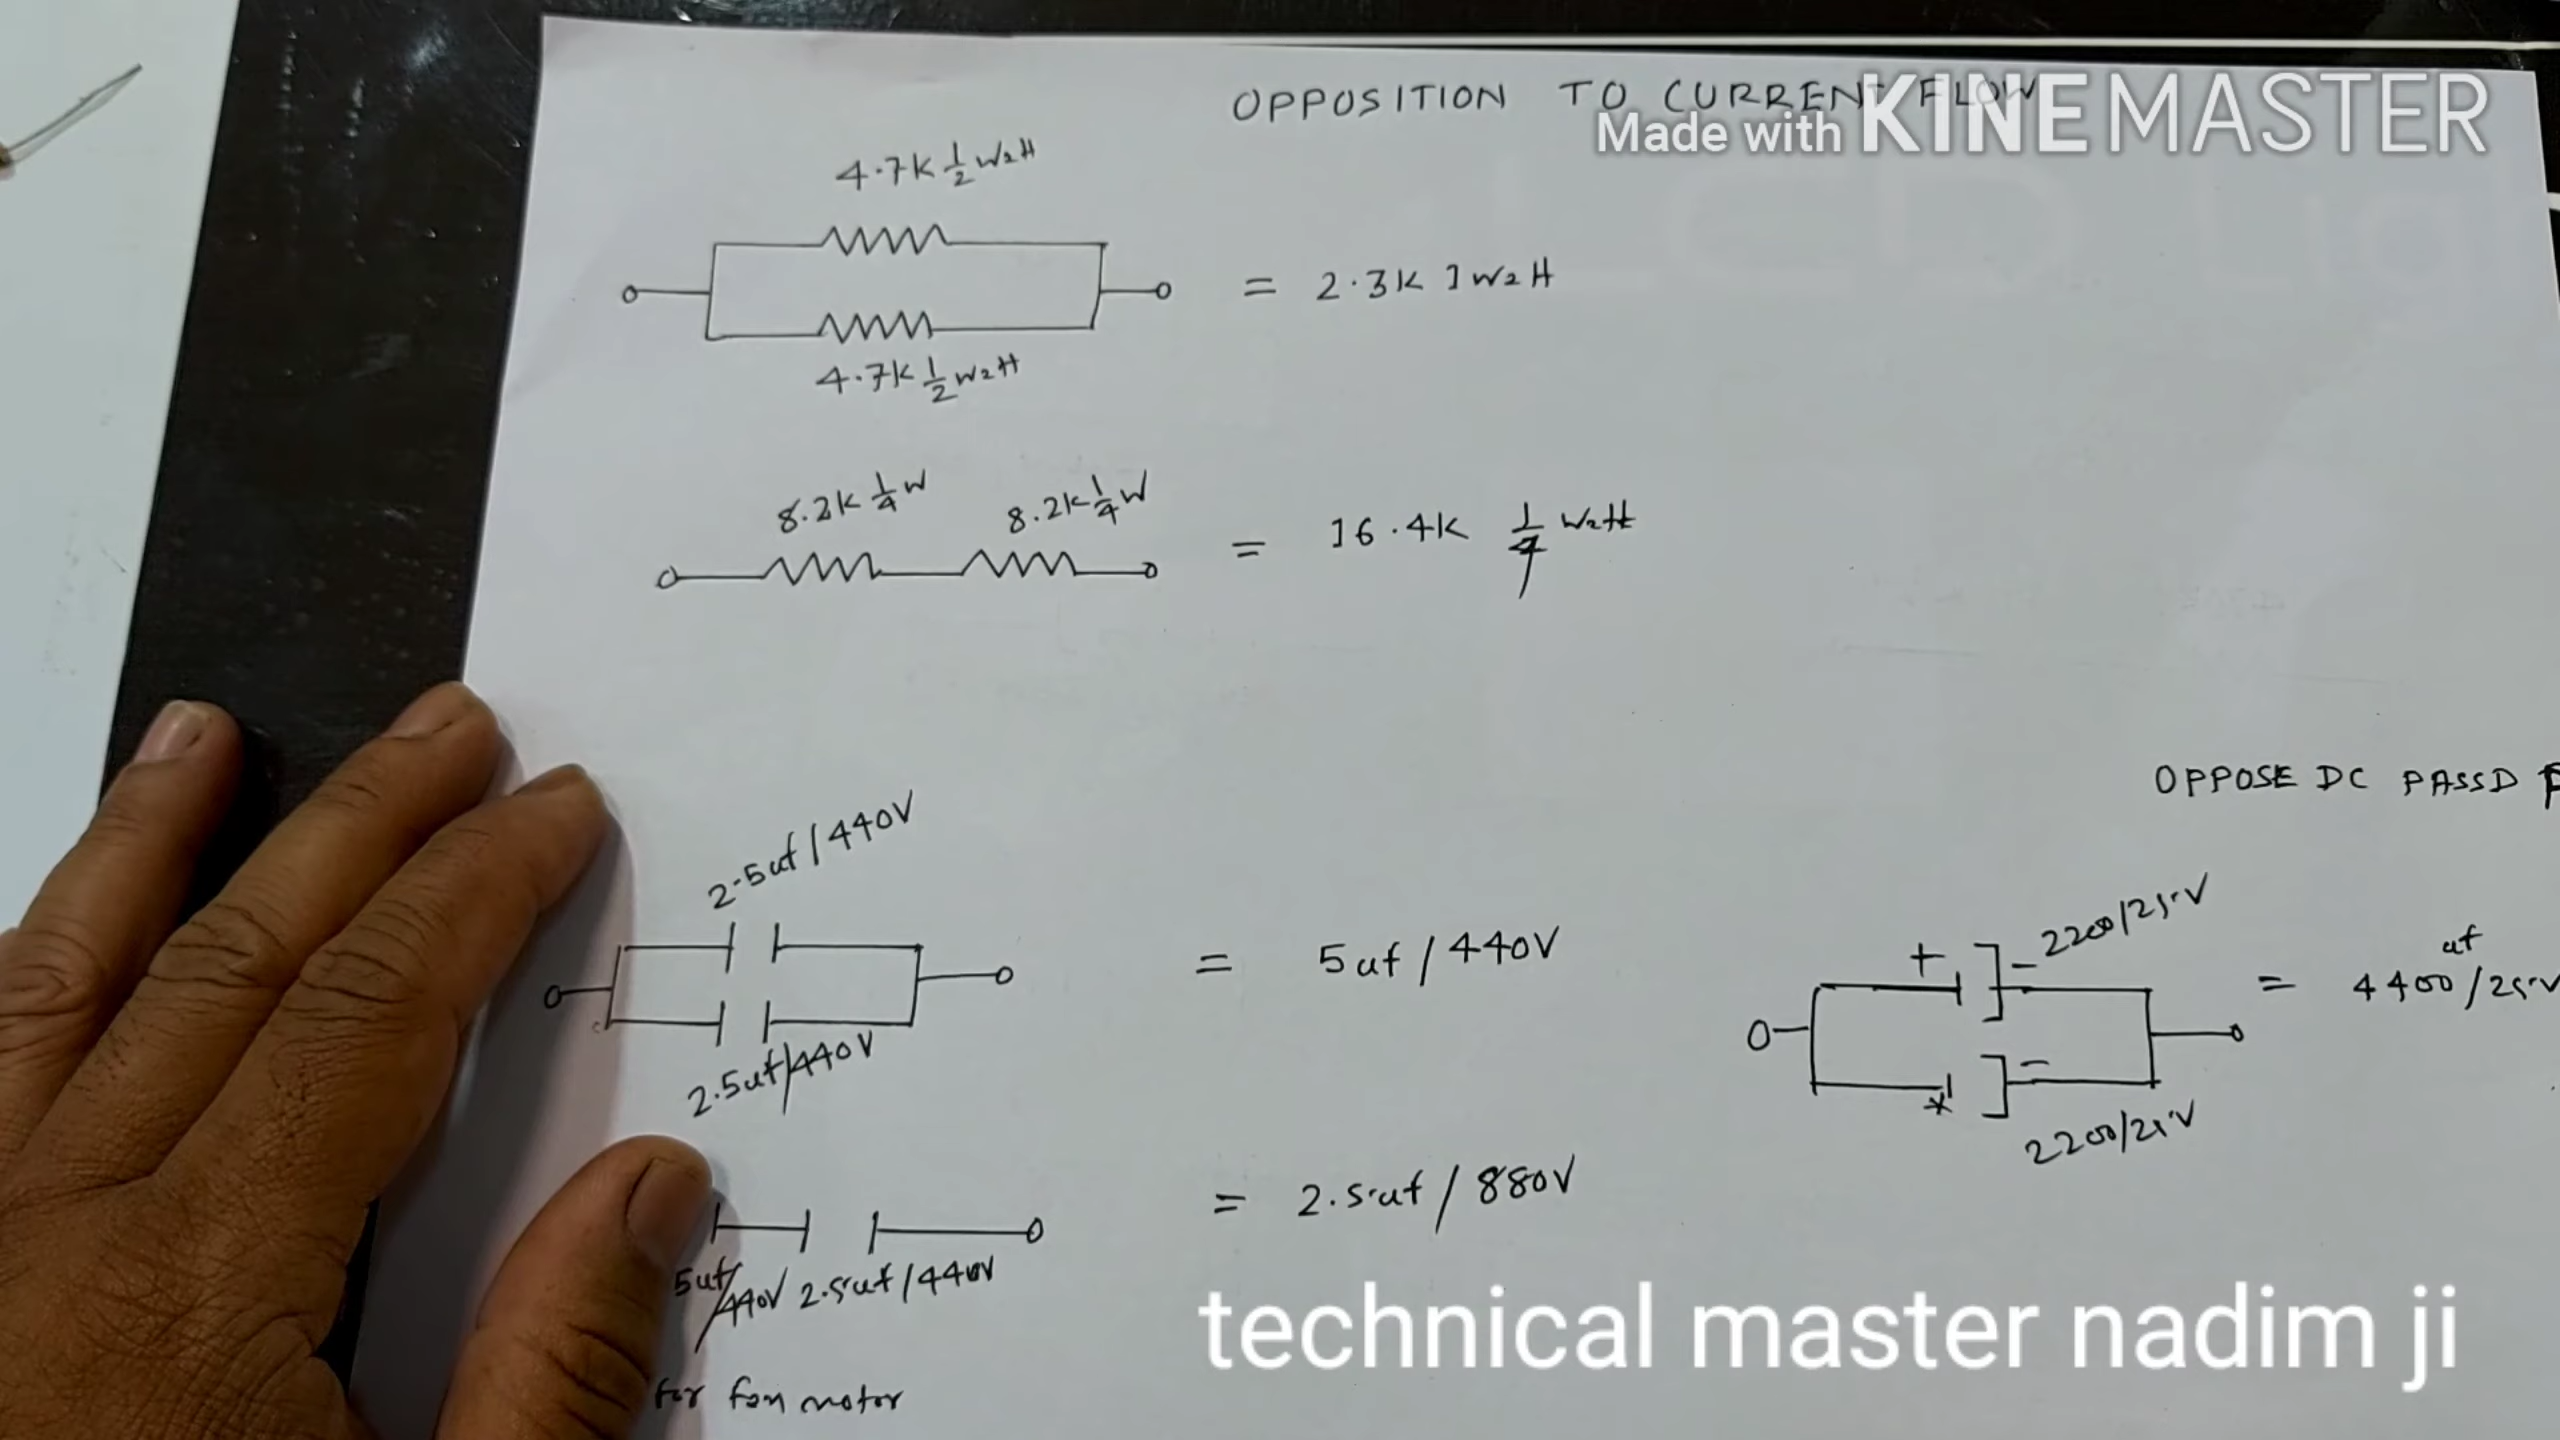 OPPOSITION TO CURRENT FLOW
Made with KINEMASTER
4.7K 1/2 Watt
= 2.3K 1 Watt
4.7K 1/2 Watt
8.2K 1/4 W 8.2K 1/4 W
= 16.4K 1/4 Watt
OPPOSE DC PASSD
2.5uf/440V
= 5uf/440V
2.5uf/440V
+ - 2200/25V
= 4400uf/25V
+ -
2200/25V
= 2.5uf/880V
5uf/440V 2.5uf/440V
for fan motor
technical master nadim ji